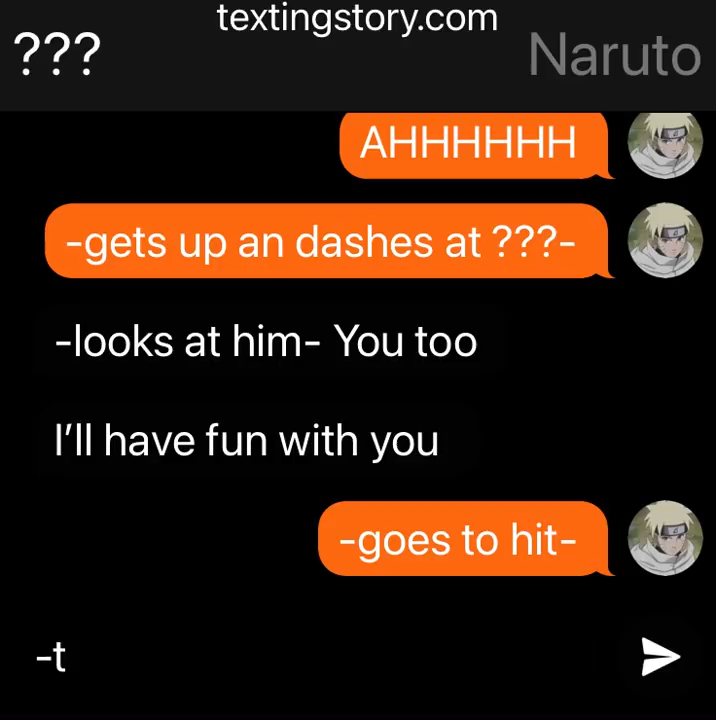 textingstory.com
??? Naruto
AHHHHHH
-gets up an dashes at ???-
-looks at him- You too
I'll have fun with you
-goes to hit-
-t